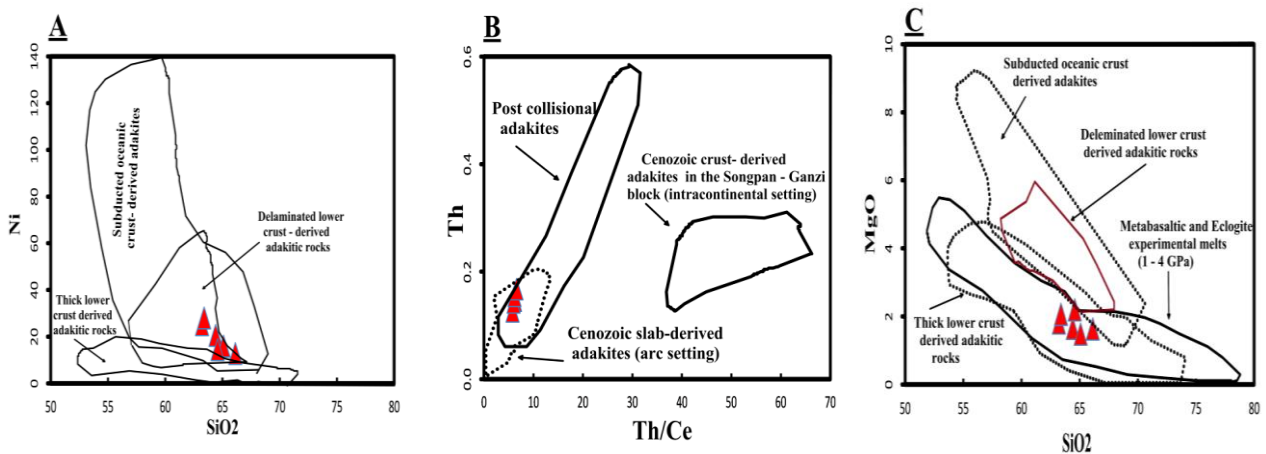 A
Ni
140
120
100
80
60
40
20
0
Subducted oceanic
crust- derived adakites
Delaminated lower
crust - derived
adakitic rocks
Thick lower
crust derived
adakitic rocks
50
60
65
70
75
80
SiO2
B
Th
0.6
0.4
0.2
0.0
Post collisional
adakites
Cenozoic crust- derived
adakites in the Songpan - Ganzi
block (intracontinental setting)
Cenozoic slab-derived
adakites (arc setting)
0
10
20
30
40
50
60
70
Th/Ce
C
MgO
10
8
6
4
2
0
Subducted oceanic crust
derived adakites
Deleminated lower crust
derived adakitic rocks
Metabasaltic and Eclogite
experimental melts
(1 - 4 GPa)
Thick lower crust
derived adakitic
rocks
50
60
65
70
80
SiO2